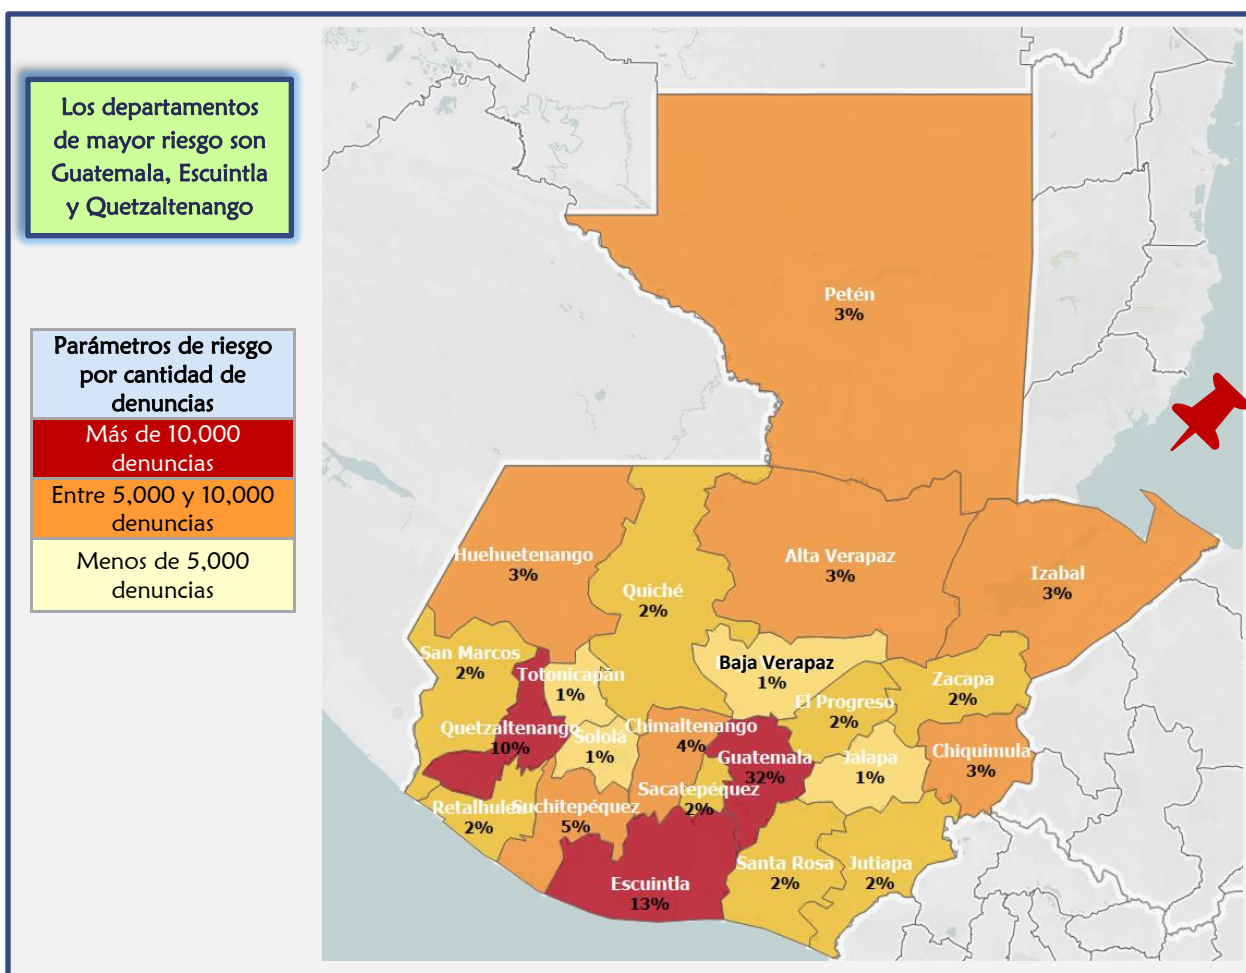 Los departamentos
de mayor riesgo son
Guatemala, Escuintla
y Quetzaltenango
Parámetros de riesgo
por cantidad de
denuncias
Más de 10,000
denuncias
Entre 5,000 y 10,000
denuncias
Menos de 5,000
denuncias
Petén
3%
Huehuetenango
3%
Quiché
2%
Alta Verapaz
3%
Izabal
3%
San Marcos
2%
Totonicapán
1%
Baja Verapaz
1%
El Progreso
2%
Zacapa
2%
Quetzaltenango
10%
Sololá
1%
Chimaltenango
4%
Guatemala
32%
Jalapa
1%
Chiquimula
3%
Retalhuleu
2%
Suchitepéquez
5%
Sacatepéquez
2%
Escuintla
13%
Santa Rosa
2%
Jutiapa
2%